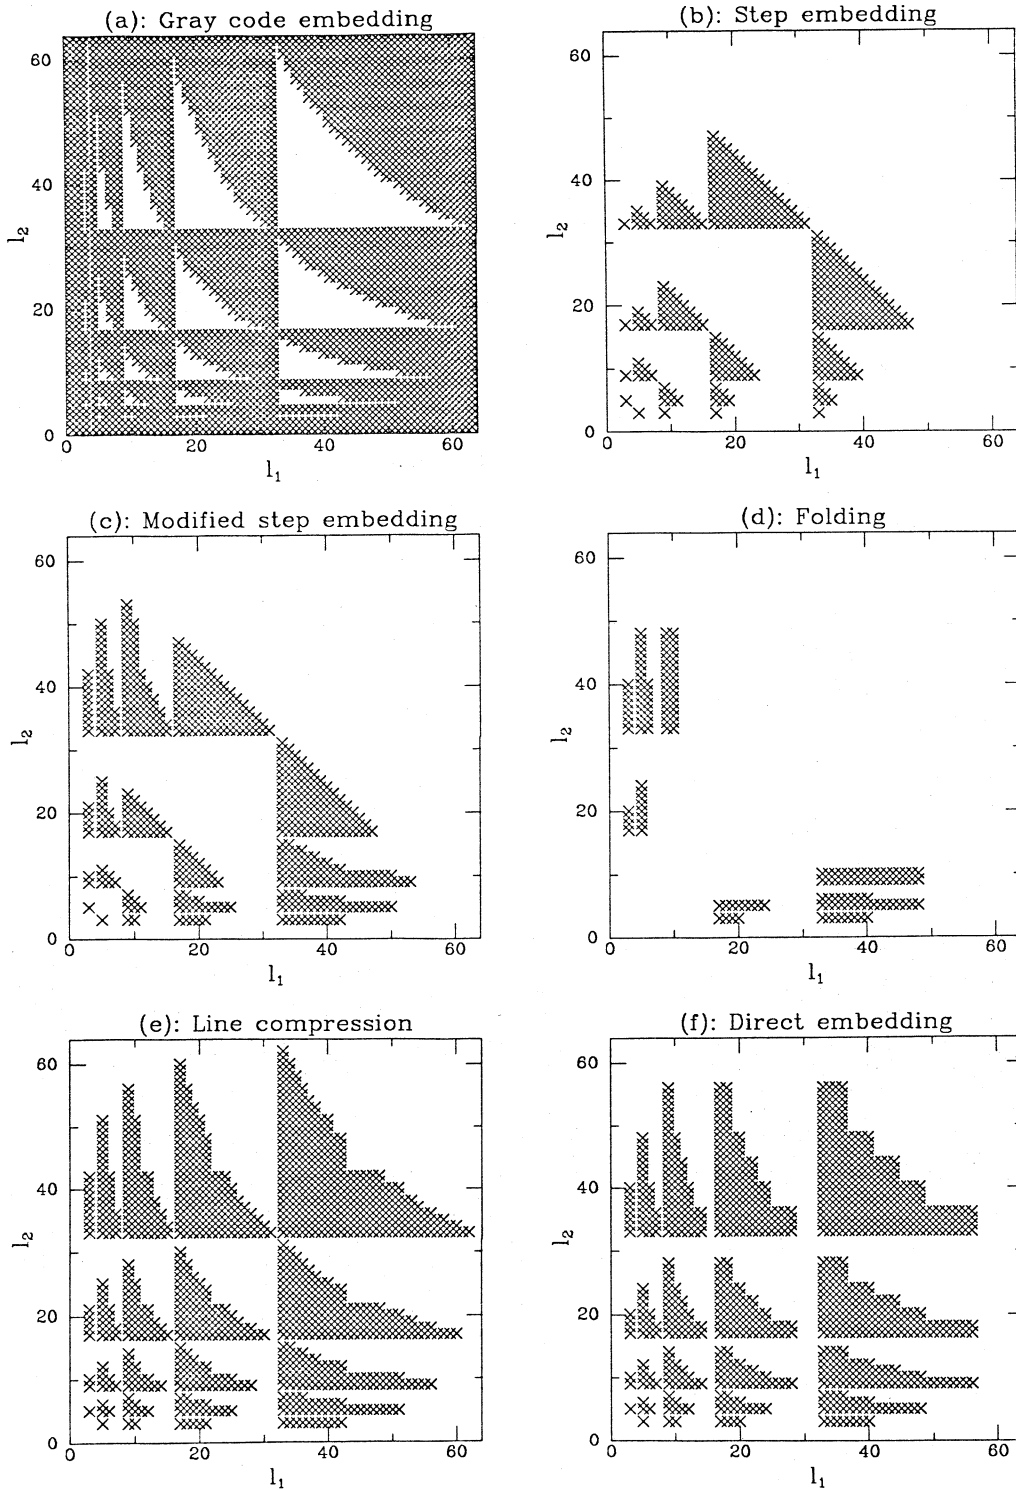 (a): Gray code embedding
60
40
20
0
l₂
0 20 40 60
l₁
(b): Step embedding
60
40
20
0
l₂
0 20 40 60
l₁
(c): Modified step embedding
60
40
20
0
l₂
0 20 40 60
l₁
(d): Folding
60
40
20
0
l₂
0 20 40 60
l₁
(e): Line compression
60
40
20
0
l₂
0 20 40 60
l₁
(f): Direct embedding
60
40
20
0
l₂
0 20 40 60
l₁